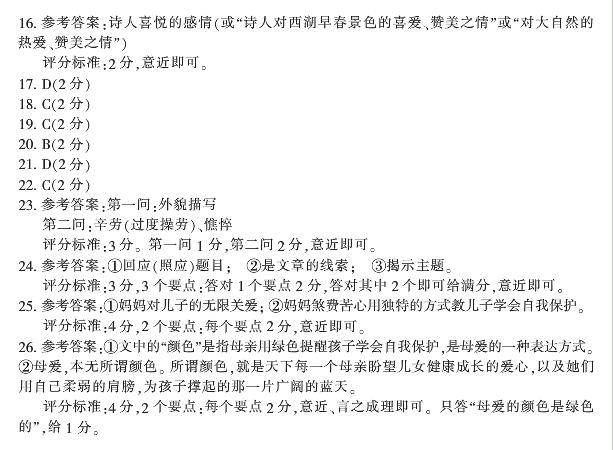 16. 参考答案:诗人喜悦的感情(或“诗人对西湖早春景色的喜爱、赞美之情”或“对大自然的
热爱、赞美之情”)
评分标准:2分,意近即可。
17. D(2分)
18. C(2分)
19. C(2分)
20. B(2分)
21. D(2分)
22. C(2分)
23. 参考答案:第一问:外貌描写
第二问:辛劳(过度操劳)、憔悴
评分标准:3分。第一问1分,第二问2分,意近即可。
24. 参考答案:①回应(照应)题目; ②是文章的线索; ③揭示主题。
评分标准:3分,3个要点:答对1个要点2分,答对其中2个即可给满分,意近即可。
25. 参考答案:①妈妈对儿子的无限关爱;②妈妈煞费苦心用独特的方式教儿子学会自我保护。
评分标准:4分,2个要点:每个要点2分,意近即可。
26. 参考答案:①文中的“颜色”是指母亲用绿色提醒孩子学会自我保护,是母爱的一种表达方式。
②母爱,本无所谓颜色。所谓颜色,就是天下每一个母亲盼望儿女健康成长的爱心,以及她们
用自己柔弱的肩膀,为孩子撑起的那一片广阔的蓝天。
评分标准:4分,2个要点:每个要点2分,意近、言之成理即可。只答“母爱的颜色是绿色
的”,给1分。